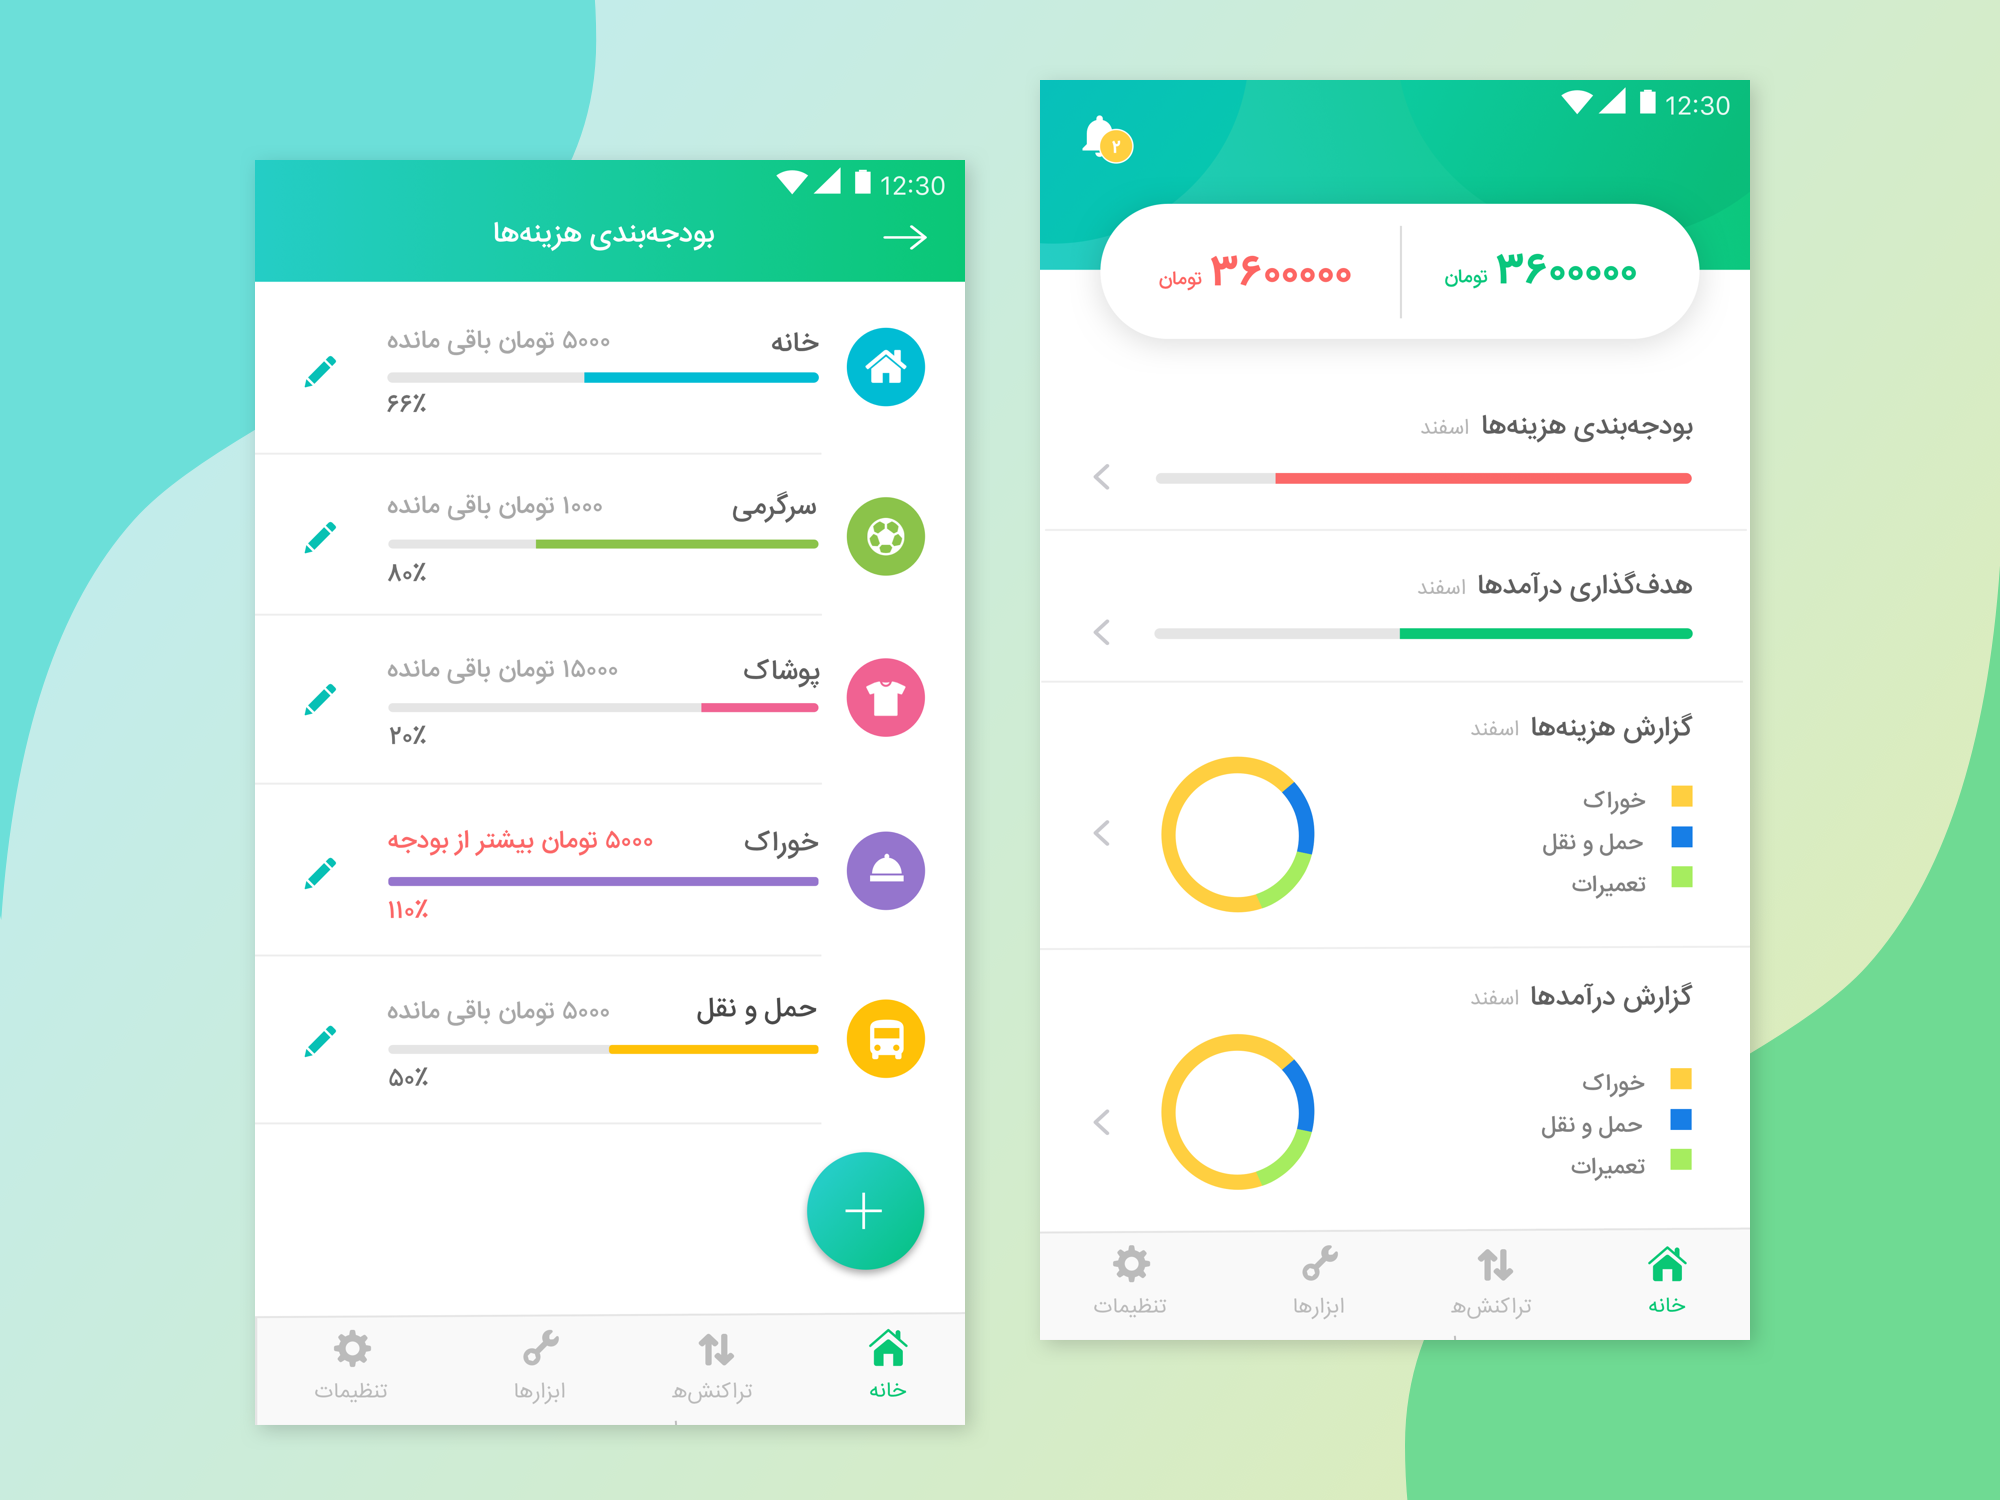 12:30
بودجه‌بندی هزینه‌ها
خانه
۵۰۰۰ تومان باقی مانده
۶۶٪
سرگرمی
۱۰۰۰ تومان باقی مانده
۸۰٪
پوشاک
۱۵۰۰۰ تومان باقی مانده
۲۰٪
خوراک
۵۰۰۰ تومان بیشتر از بودجه
۱۱۰٪
حمل و نقل
۵۰۰۰ تومان باقی مانده
۵۰٪
خانه
تراکنش‌ه
ابزارها
تنظیمات
12:30
۲
۳۶۰۰۰۰۰ تومان
۳۶۰۰۰۰۰ تومان
بودجه‌بندی هزینه‌ها اسفند
هدف‌گذاری درآمدها اسفند
گزارش هزینه‌ها اسفند
خوراک
حمل و نقل
تعمیرات
گزارش درآمدها اسفند
خوراک
حمل و نقل
تعمیرات
خانه
تراکنش‌ه
ابزارها
تنظیمات